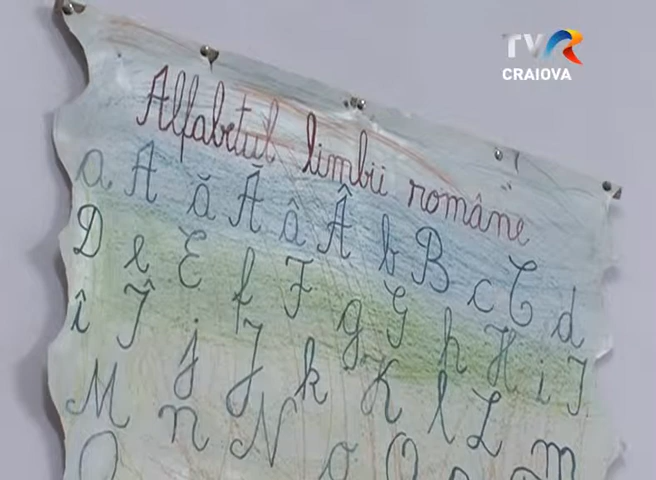 TVR
CRAIOVA
Alfabetul limbii române
a A ă Ă â Â b B c C d
D e E f F g G h H i I
î Î j J k K l L m
M n N o O